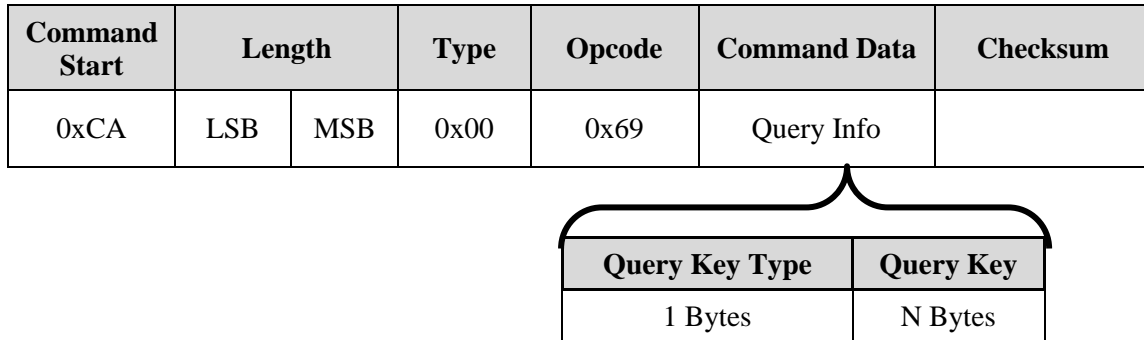 Command Start Length Type Opcode Command Data Checksum
0xCA LSB MSB 0x00 0x69 Query Info
Query Key Type Query Key
1 Bytes N Bytes